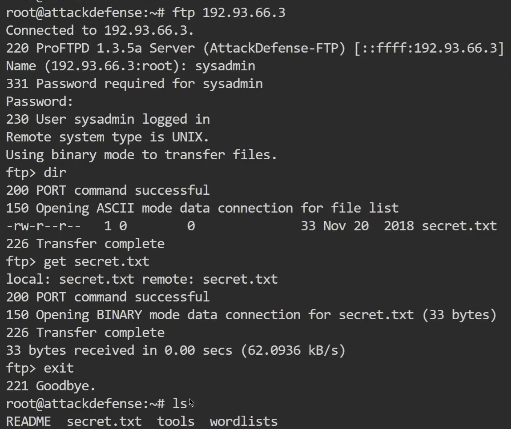 root@attackdefense:~# ftp 192.93.66.3
Connected to 192.93.66.3.
220 ProFTPD 1.3.5a Server (AttackDefense-FTP) [::ffff:192.93.66.3]
Name (192.93.66.3:root): sysadmin
331 Password required for sysadmin
Password:
230 User sysadmin logged in
Remote system type is UNIX.
Using binary mode to transfer files.
ftp> dir
200 PORT command successful
150 Opening ASCII mode data connection for file list
-rw-r--r--   1 0        0              33 Nov 20  2018 secret.txt
226 Transfer complete
ftp> get secret.txt
local: secret.txt remote: secret.txt
200 PORT command successful
150 Opening BINARY mode data connection for secret.txt (33 bytes)
226 Transfer complete
33 bytes received in 0.00 secs (62.0936 kB/s)
ftp> exit
221 Goodbye.
root@attackdefense:~# ls
README  secret.txt  tools  wordlists